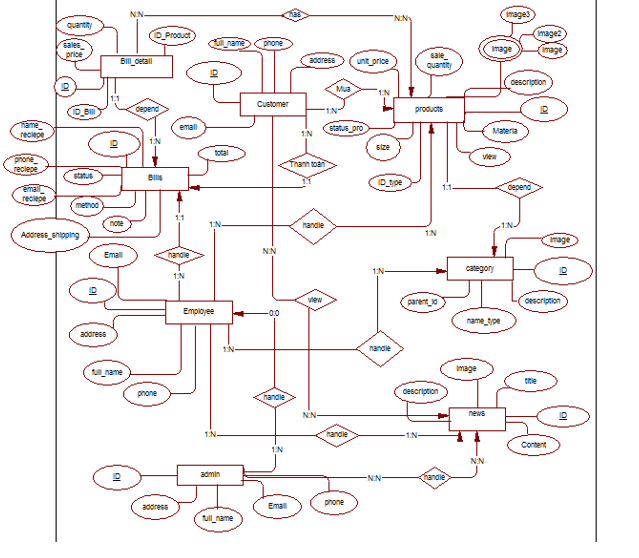 N:N
has
N:N
Image3
quantity
ID_Product
full_name
phone
Image2
Image
Image
sales_
price
Bill_detail
unit_price
sale_
quantity
address
ID
ID
description
ID_Bill
1:1
depend
Customer
1:N
Mua
1:N
products
ID
name_
reciepe
email
status_pro
Materia
ID
1:N
1:N
size
view
total
phone_
reciepe
status
Bills
Thanh toán
1:1
ID_type
1:1
depend
email_
reciepe
method
note
1:1
handle
1:N
1:N
Address_shipping
1:N
Image
Email
handle
N:N
1:N
category
ID
1:N
ID
view
parent_id
description
Employee
0:0
name_type
address
1:N
handle
full_name
Image
title
phone
handle
description
N:N
news
ID
1:N
handle
1:N
Content
1:N
N:N
ID
admin
N:N
handle
address
Email
phone
full_name